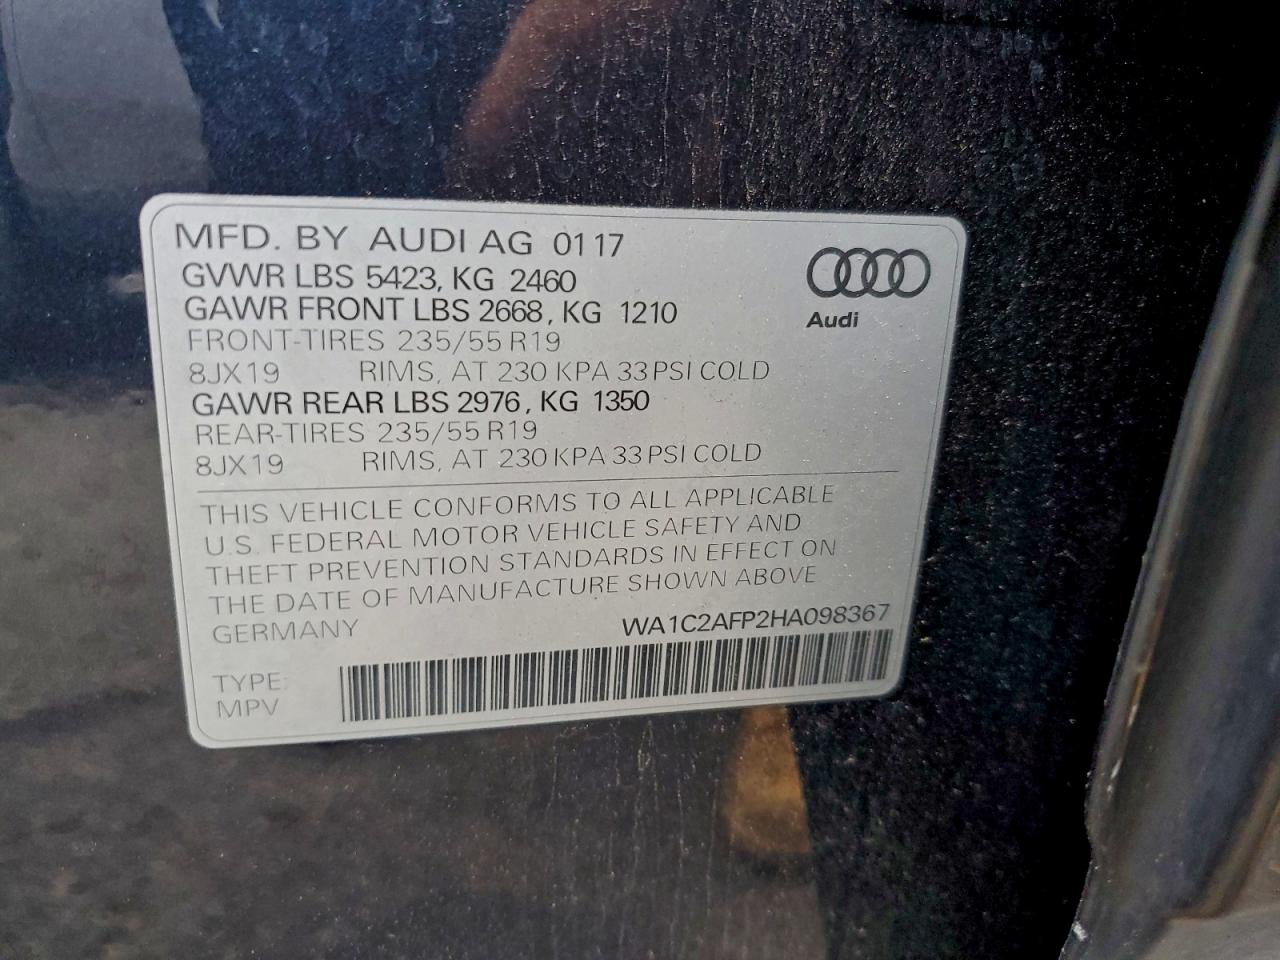 MFD. BY AUDI AG 01 17
GVWR LBS 5423, KG 2460
GAWR FRONT LBS 2668, KG 1210
FRONT-TIRES 235/55 R19
8JX19 RIMS, AT 230 KPA 33 PSI COLD
GAWR REAR LBS 2976, KG 1350
REAR-TIRES 235/55 R19
8JX19 RIMS, AT 230 KPA 33 PSI COLD
Audi
THIS VEHICLE CONFORMS TO ALL APPLICABLE
U.S. FEDERAL MOTOR VEHICLE SAFETY AND
THEFT PREVENTION STANDARDS IN EFFECT ON
THE DATE OF MANUFACTURE SHOWN ABOVE
GERMANY WA1C2AFP2HA098367
TYPE:
MPV